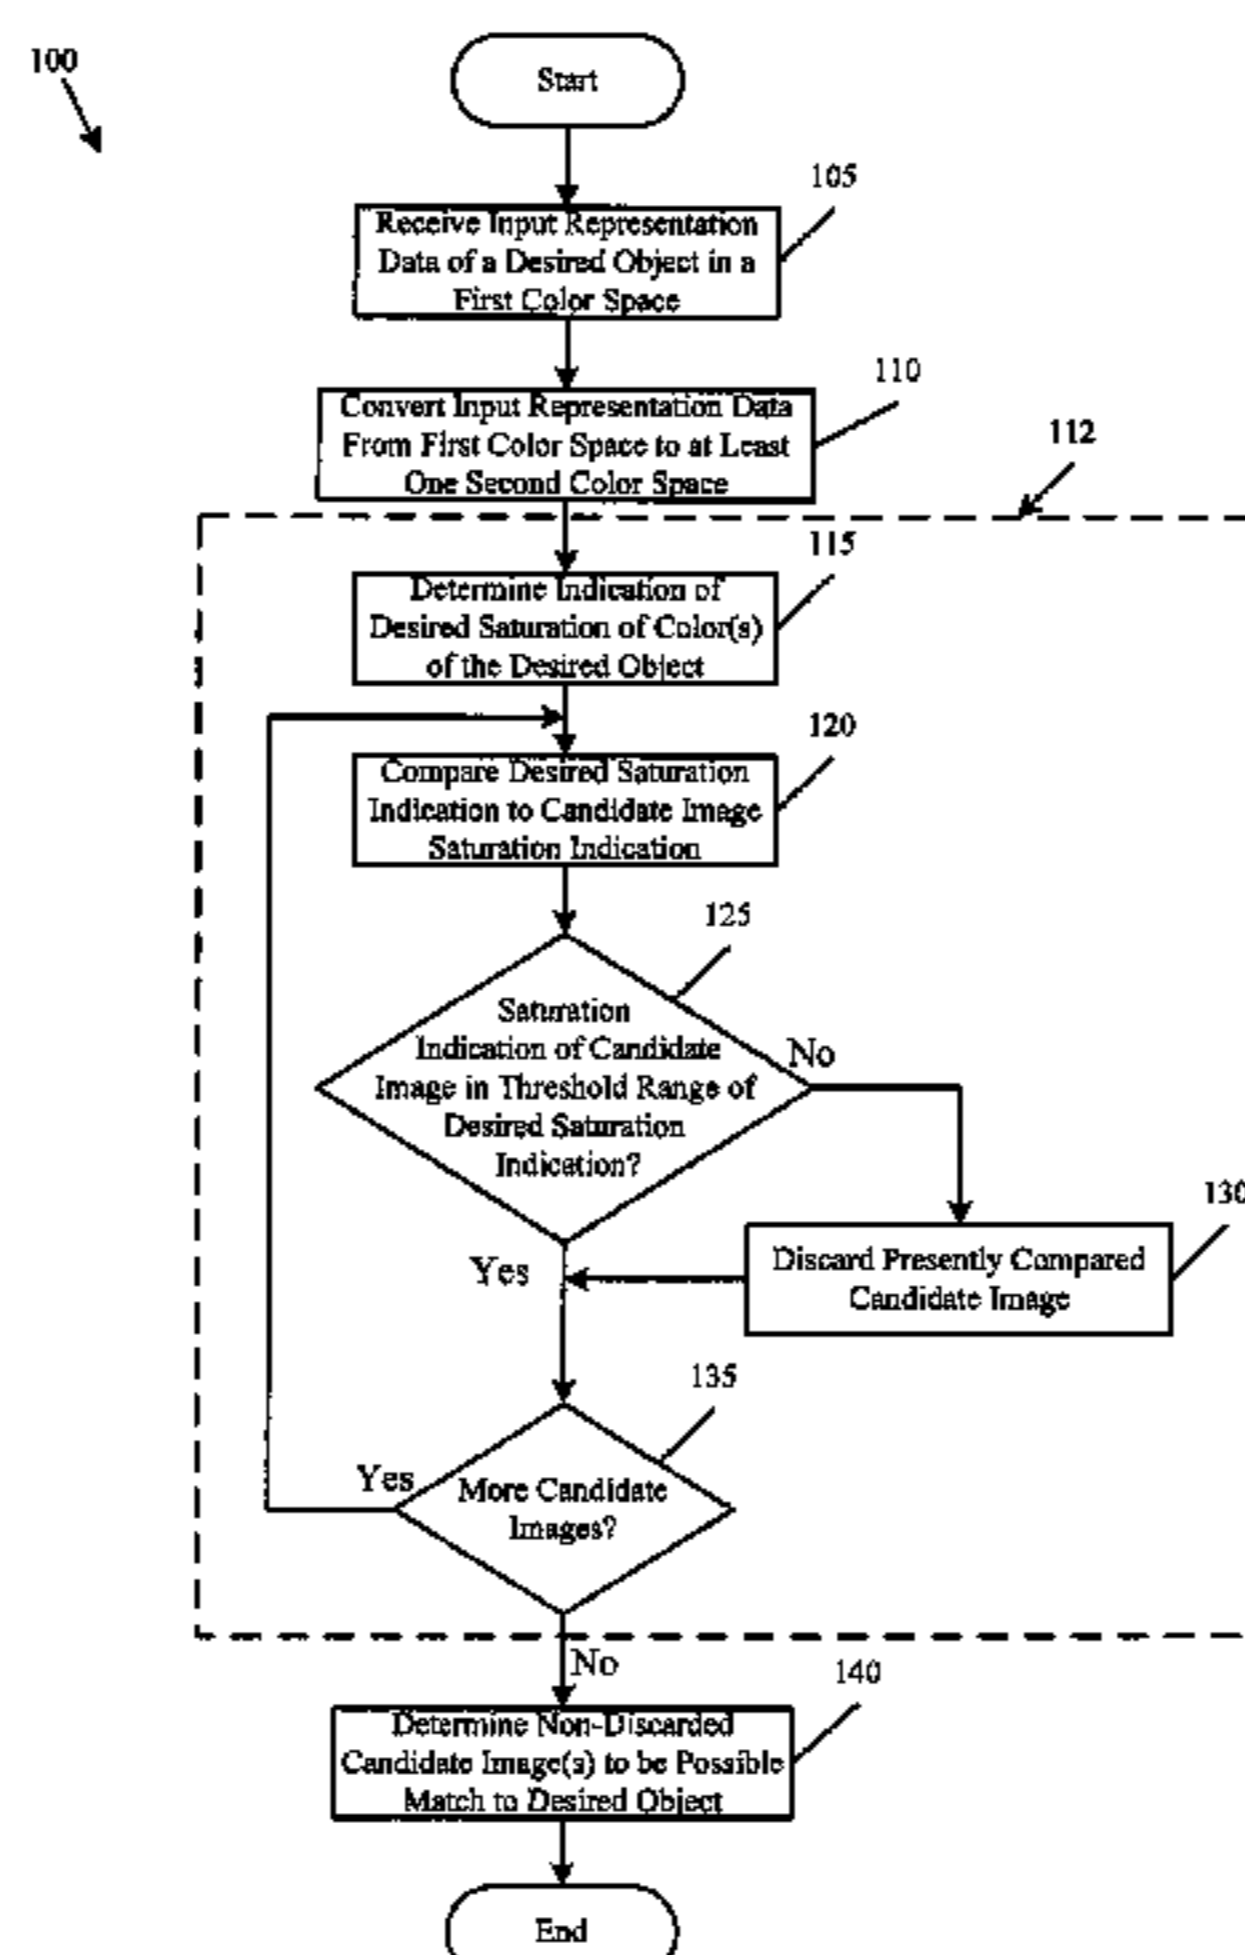 100
Start
105
Receive Input Representation
Data of a Desired Object in a
First Color Space
110
Convert Input Representation Data
From First Color Space to at Least
One Second Color Space
112
115
Determine Indication of
Desired Saturation of Color(s)
of the Desired Object
120
Compare Desired Saturation
Indication to Candidate Image
Saturation Indication
125
Saturation
Indication of Candidate
Image in Threshold Range of
Desired Saturation
Indication?
No
130
Yes
Discard Presently Compared
Candidate Image
135
Yes
More Candidate
Images?
No
140
Determine Non-Discarded
Candidate Image(s) to be Possible
Match to Desired Object
End